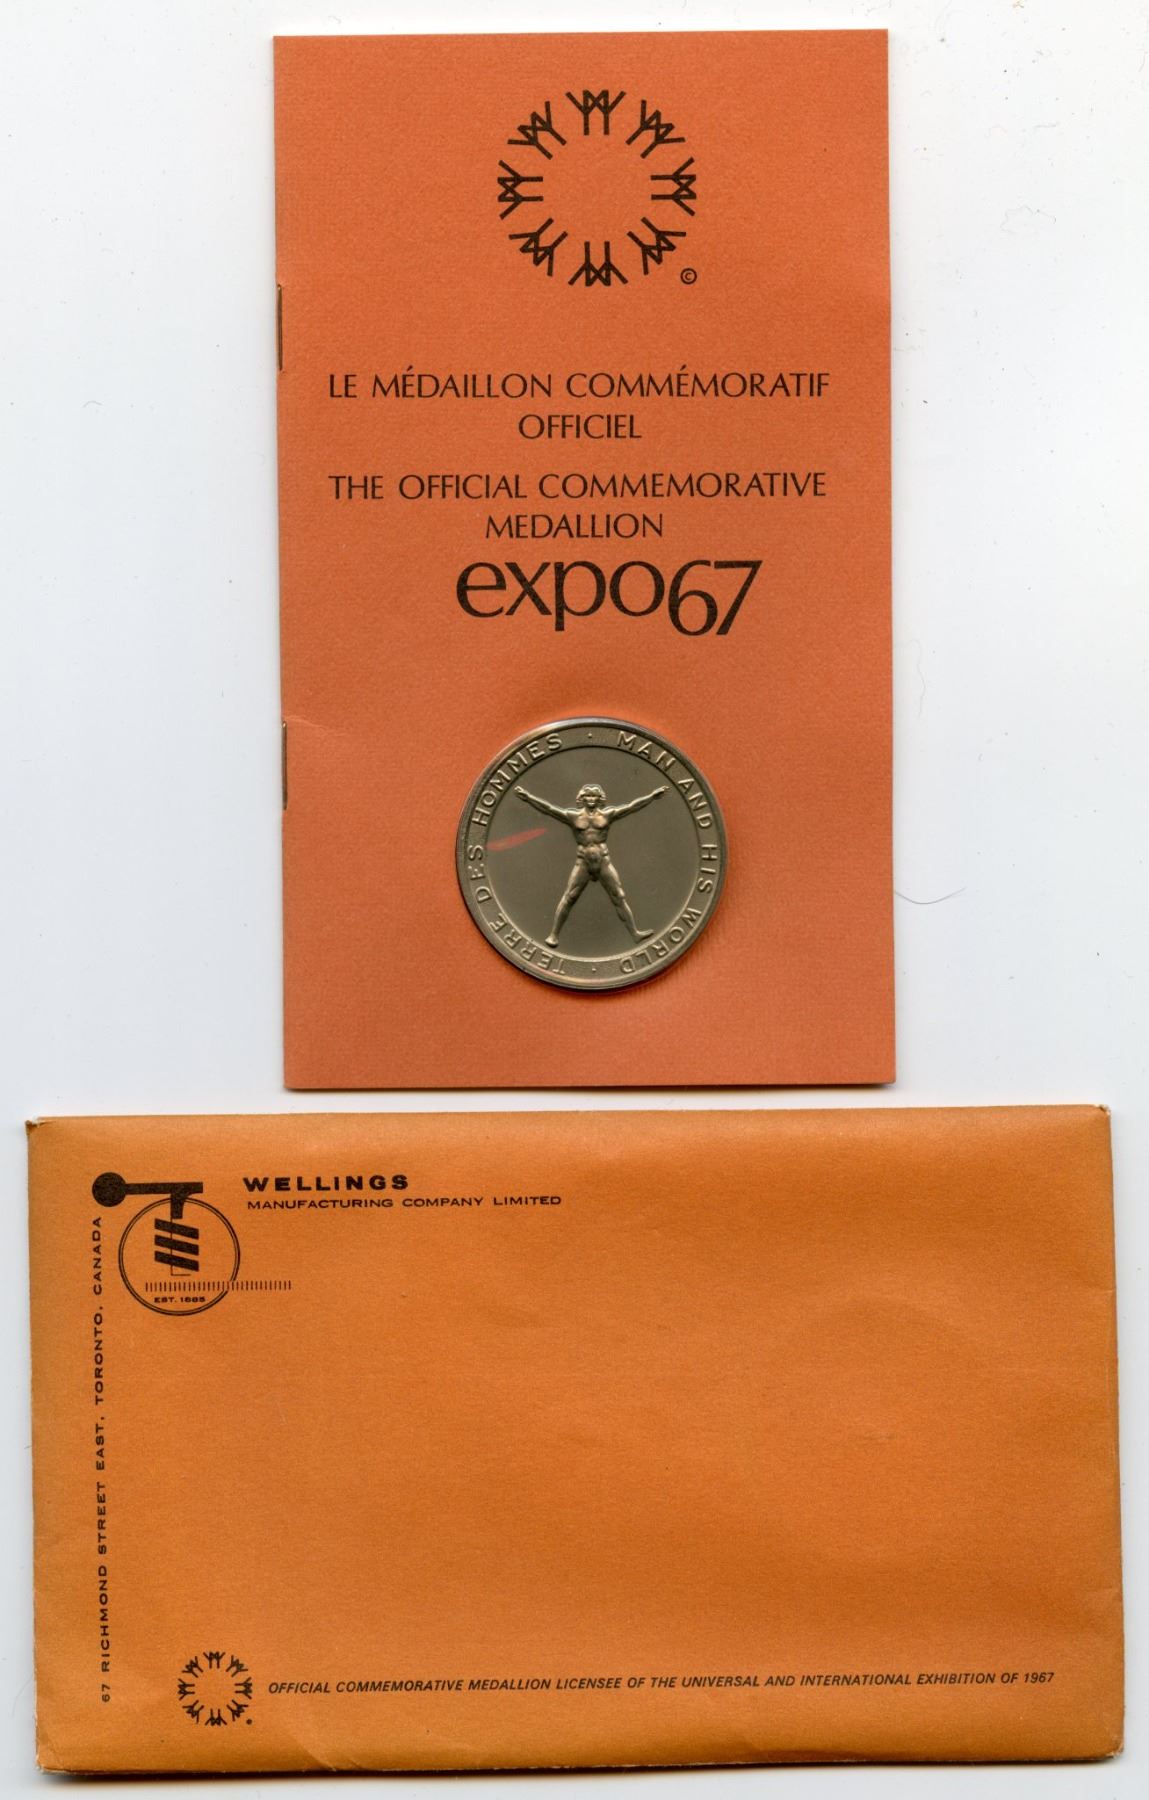 ©
LE MÉDAILLON COMMÉMORATIF
OFFICIEL
THE OFFICIAL COMMEMORATIVE
MEDALLION
expo67
TERRE DES HOMMES · MAN AND HIS WORLD ·
WELLINGS
MANUFACTURING COMPANY LIMITED
EST. 1885
67 RICHMOND STREET EAST, TORONTO, CANADA
OFFICIAL COMMEMORATIVE MEDALLION LICENSEE OF THE UNIVERSAL AND INTERNATIONAL EXHIBITION OF 1967